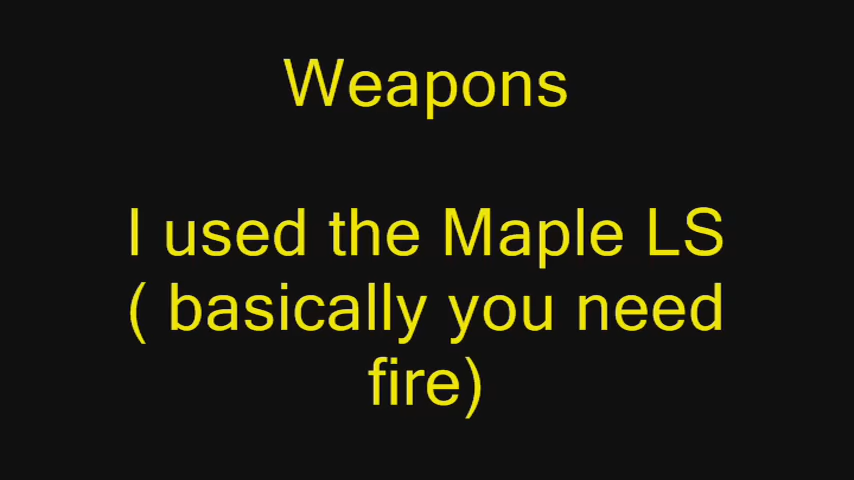 Weapons
I used the Maple LS
( basically you need
fire)